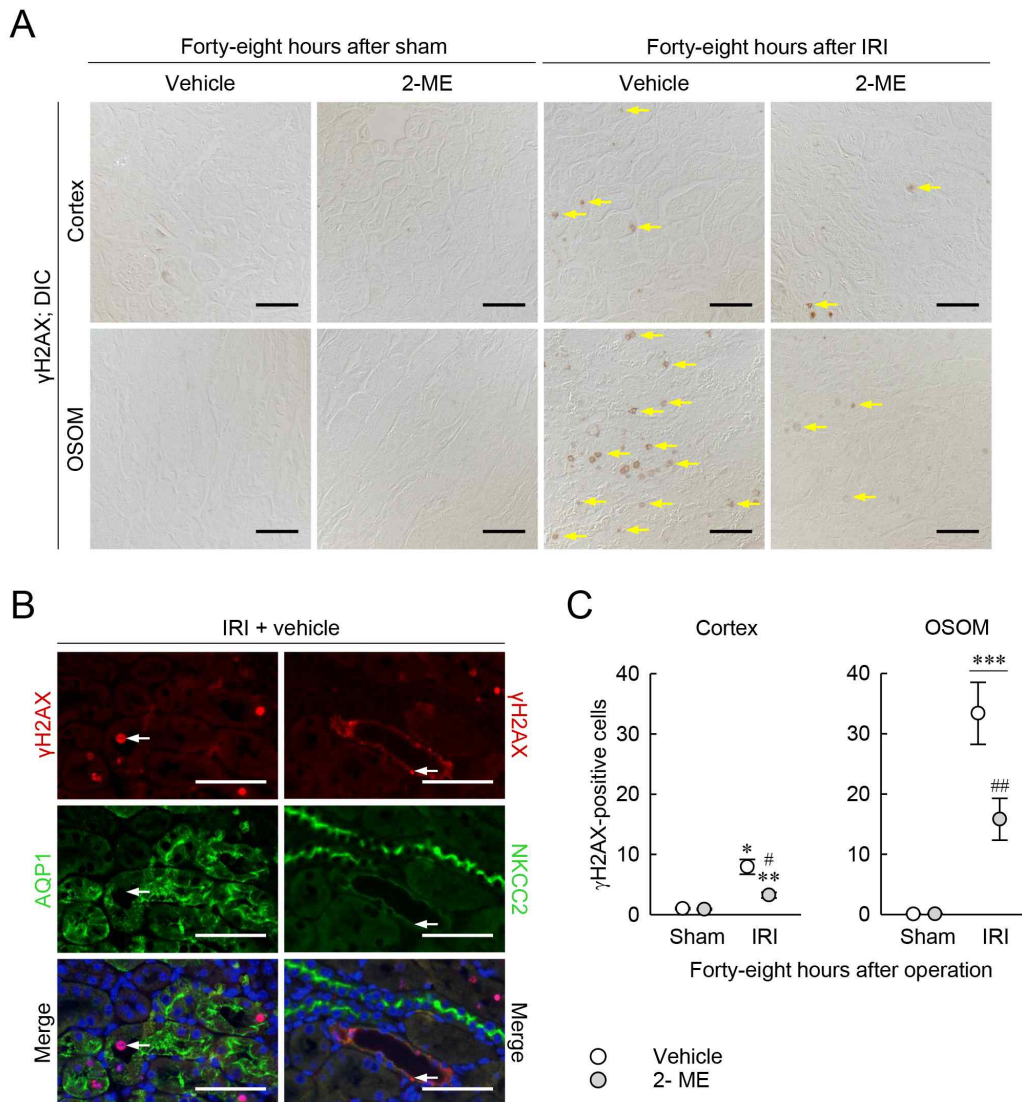 A
Forty-eight hours after sham
Forty-eight hours after IRI
Vehicle
2-ME
Vehicle
2-ME
γH2AX; DIC
Cortex
OSOM
B
IRI + vehicle
γH2AX
γH2AX
AQP1
NKCC2
Merge
Merge
C
Cortex
OSOM
γH2AX-positive cells
40
30
20
10
0
*
#
**
Sham
IRI
40
30
20
10
0
***
##
Sham
IRI
Forty-eight hours after operation
Vehicle
2- ME